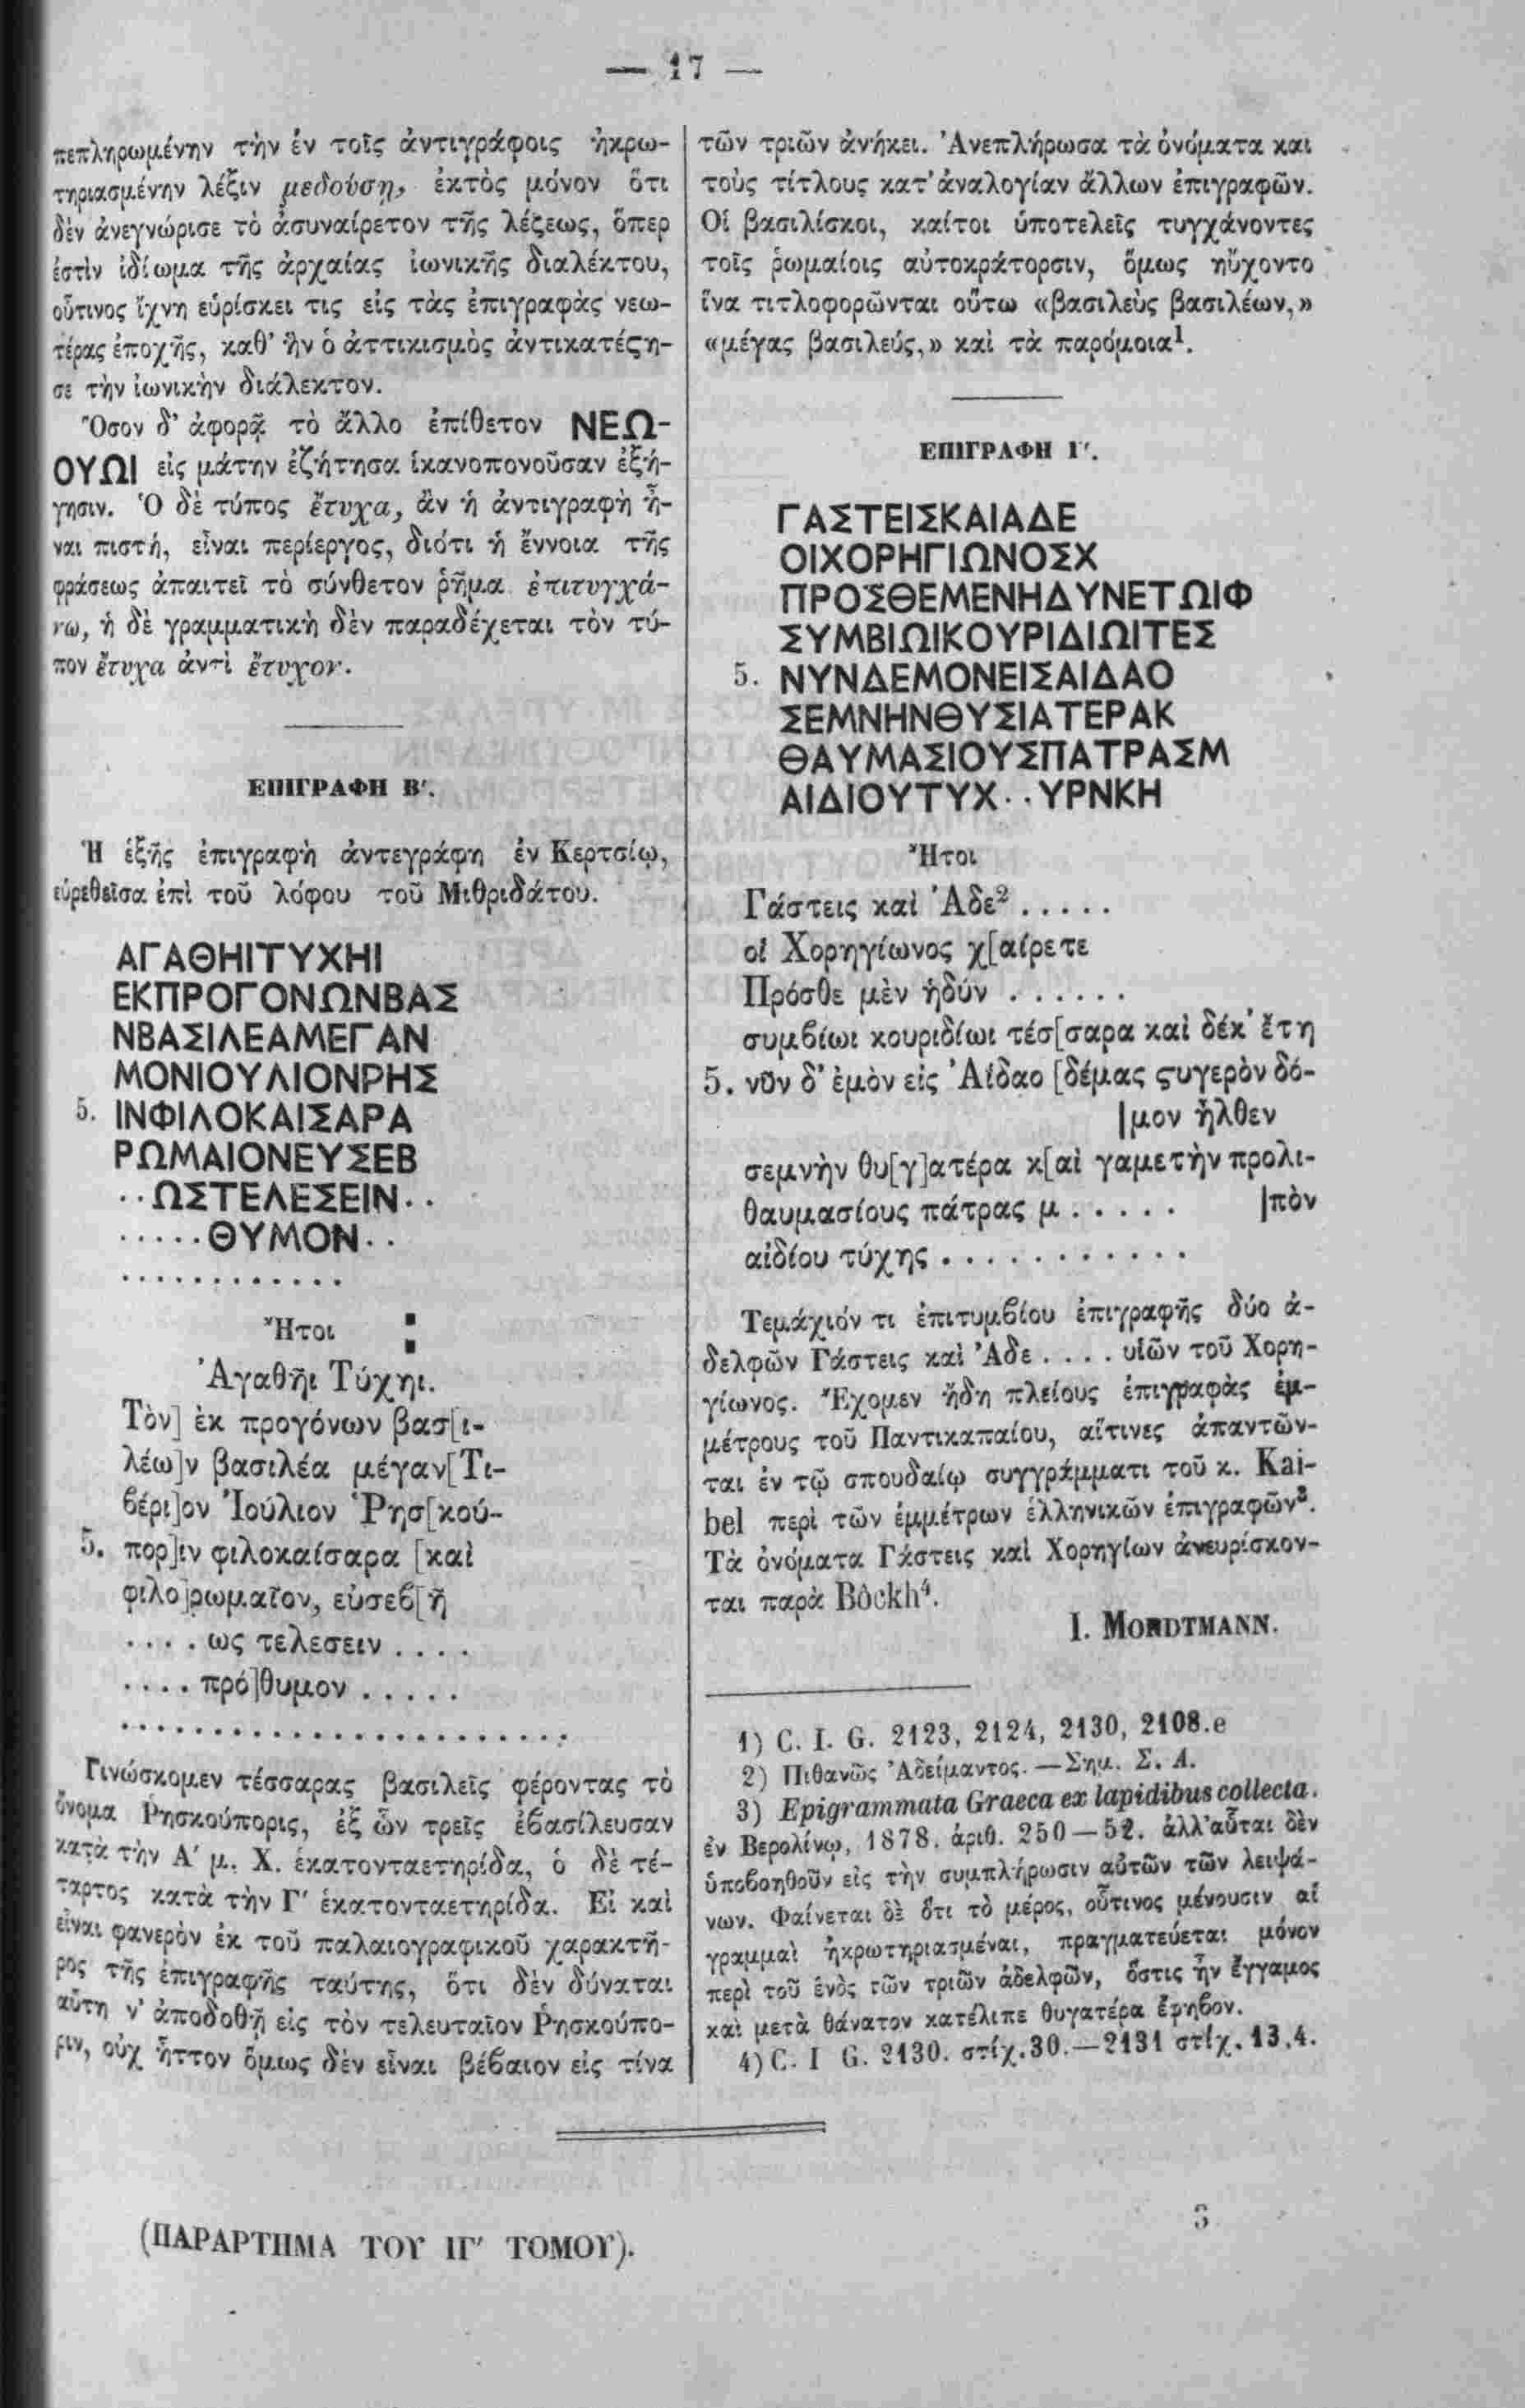 — 17 —
πεπληρωμένην τὴν ἐν τοῖς ἀντιγράφοις ἠκρω-
τηριασμένην λέξιν μεδούσῃ, ἐκτὸς μόνον ὅτι
δὲν ἀνεγνώρισε τὸ ἀσυναίρετον τῆς λέξεως, ὅπερ
ἐστὶν ἰδίωμα τῆς ἀρχαίας ἰωνικῆς διαλέκτου,
οὗτινος ἴχνη εὑρίσκει τις εἰς τὰς ἐπιγραφὰς νεω-
τέρας ἐποχῆς, καθ' ἣν ὁ ἀττικισμὸς ἀντικατέςη-
σε τὴν ἰωνικὴν διάλεκτον.
Ὅσον δ' ἀφορᾷ τὸ ἄλλο ἐπίθετον ΝΕΩ-
ΟΥΩΙ εἰς μάτην ἐζήτησα ἱκανοπονοῦσαν ἐξή-
γησιν. Ὁ δὲ τύπος ἔτυχα, ἂν ἡ ἀντιγραφὴ ἦ-
ναι πιστή, εἶναι περίεργος, διότι ἡ ἔννοια τῆς
φράσεως ἀπαιτεῖ τὸ σύνθετον ῥῆμα ἐπιτυγχά-
νω, ἡ δὲ γραμματικὴ δὲν παραδέχεται τὸν τύ-
πον ἔτυχα ἀντὶ ἔτυχον.
ΕΠΙΓΡΑΦΗ Β'.
Ἡ ἑξῆς ἐπιγραφὴ ἀντεγράφη ἐν Κερτσίῳ,
εὑρεθεῖσα ἐπὶ τοῦ λόφου τοῦ Μιθριδάτου.
ΑΓΑΘΗΙΤΥΧΗΙ
ΕΚΠΡΟΓΟΝΩΝΒΑΣ
ΝΒΑΣΙΛΕΑΜΕΓΑΝ
ΜΟΝΙΟΥΛΙΟΝΡΗΣ
5. ΙΝΦΙΛΟΚΑΙΣΑΡΑ
ΡΩΜΑΙΟΝΕΥΣΕΒ
··ΩΣΤΕΛΕΣΕΙΝ··
·····ΘΥΜΟΝ··
............
Ἤτοι
Ἀγαθῆι Τύχηι.
Τὸν] ἐκ προγόνων βασ[ι-
λέω]ν βασιλέα μέγαν[Τι-
βέρι]ον Ἰούλιον Ῥησ[κού-
5. πορ]ιν φιλοκαίσαρα [καὶ
φιλο]ρωμαῖον, εὐσεβ[ῆ
.... ως τελεσειν ....
.... πρό]θυμον .....
.......................
Γινώσκομεν τέσσαρας βασιλεῖς φέροντας τὸ
ὄνομα Ῥησκούπορις, ἐξ ὧν τρεῖς ἐβασίλευσαν
κατὰ τὴν Α' μ. Χ. ἑκατονταετηρίδα, ὁ δὲ τέ-
ταρτος κατὰ τὴν Γ' ἑκατονταετηρίδα. Εἰ καὶ
εἶναι φανερὸν ἐκ τοῦ παλαιογραφικοῦ χαρακτῆ-
ρος τῆς ἐπιγραφῆς ταύτης, ὅτι δὲν δύναται
αὕτη ν' ἀποδοθῇ εἰς τὸν τελευταῖον Ῥησκούπο-
ριν, οὐχ ἧττον ὅμως δὲν εἶναι βέβαιον εἰς τίνα
τῶν τριῶν ἀνήκει. Ἀνεπλήρωσα τὰ ὀνόματα και
τοὺς τίτλους κατ' ἀναλογίαν ἄλλων ἐπιγραφῶν.
Οἱ βασιλίσκοι, καίτοι ὑποτελεῖς τυγχάνοντες
τοῖς ῥωμαίοις αὐτοκράτορσιν, ὅμως ηὔχοντο
ἵνα τιτλοφορῶνται οὕτω «βασιλεὺς βασιλέων,»
«μέγας βασιλεύς,» καὶ τὰ παρόμοια¹.
ΕΠΙΓΡΑΦΗ Γ'.
ΓΑΣΤΕΙΣΚΑΙΑΔΕ
ΟΙΧΟΡΗΓΙΩΝΟΣΧ
ΠΡΟΣΘΕΜΕΝΗΔΥΝΕΤΩΙΦ
ΣΥΜΒΙΩΙΚΟΥΡΙΔΙΩΙΤΕΣ
5. ΝΥΝΔΕΜΟΝΕΙΣΑΙΔΑΟ
ΣΕΜΝΗΝΘΥΣΙΑΤΕΡΑΚ
ΘΑΥΜΑΣΙΟΥΣΠΑΤΡΑΣΜ
ΑΙΔΙΟΥΤΥΧ··ΥΡΝΚΗ
Ἤτοι
Γάστεις καὶ Ἀδε² .....
οἱ Χορηγίωνος χ[αίρετε
Πρόσθε μὲν ἡδύν ......
συμβίωι κουριδίωι τέσ[σαρα καὶ δέκ' ἔτη
5. νῦν δ' ἐμὸν εἰς Ἀΐδαο [δέμας ςυγερὸν δό-
|μον ἦλθεν
σεμνὴν θυ[γ]ατέρα κ[αὶ γαμετὴν προλι-
θαυμασίους πάτρας μ ..... |πὸν
αἰδίου τύχης ...........
Τεμάχιόν τι ἐπιτυμβίου ἐπιγραφῆς δύο ἀ-
δελφῶν Γάστεις καὶ Ἀδε .... υἱῶν τοῦ Χορη-
γίωνος. Ἔχομεν ἤδη πλείους ἐπιγραφὰς ἐμ-
μέτρους τοῦ Παντικαπαίου, αἵτινες ἀπαντῶν-
ται ἐν τῷ σπουδαίῳ συγγράμματι τοῦ κ. Kai-
bel περὶ τῶν ἐμμέτρων ἑλληνικῶν ἐπιγραφῶν³.
Τὰ ὀνόματα Γάστεις καὶ Χορηγίων ἀνευρίσκον-
ται παρὰ Böckh⁴.
I. MORDTMANN.
1) C. I. G. 2123, 2124, 2130, 2108.e
2) Πιθανῶς Ἀδείμαντος. — Σημ. Σ. Α.
3) Epigrammata Graeca ex lapidibus collecta.
ἐν Βερολίνῳ, 1878. ἀριθ. 250—52. ἀλλ' αὗται δὲν
ὑποβοηθοῦν εἰς τὴν συμπλήρωσιν αὐτῶν τῶν λειψά-
νων. Φαίνεται δὲ ὅτι τὸ μέρος, οὗτινος μένουσιν αἱ
γραμμαὶ ἠκρωτηριασμέναι, πραγματεύεται μόνον
περὶ τοῦ ἑνὸς τῶν τριῶν ἀδελφῶν, ὅστις ἦν ἔγγαμος
καὶ μετὰ θάνατον κατέλιπε θυγατέρα ἔφηβον.
4) C. I G. 2130. στίχ. 30.—2131 στίχ. 13,4.
(ΠΑΡΑΡΤΗΜΑ ΤΟΥ ΙΓ' ΤΟΜΟΥ).
3